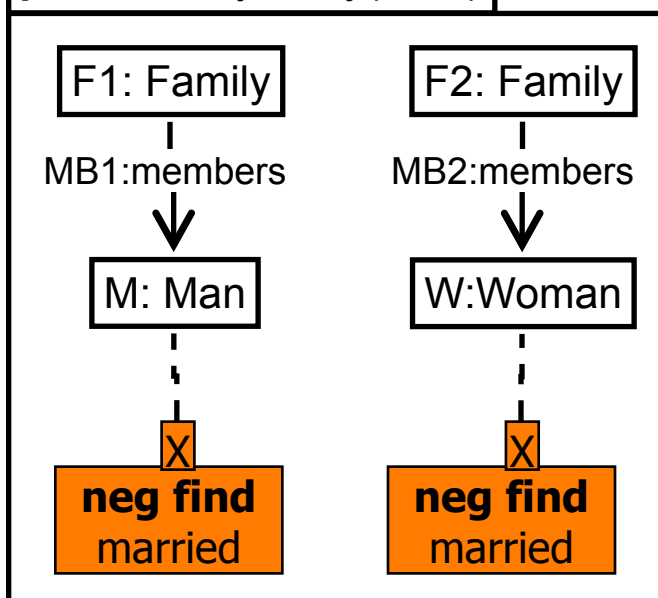 F1: Family
F2: Family
MB1:members
MB2:members
M: Man
W:Woman
X
X
neg find
married
neg find
married